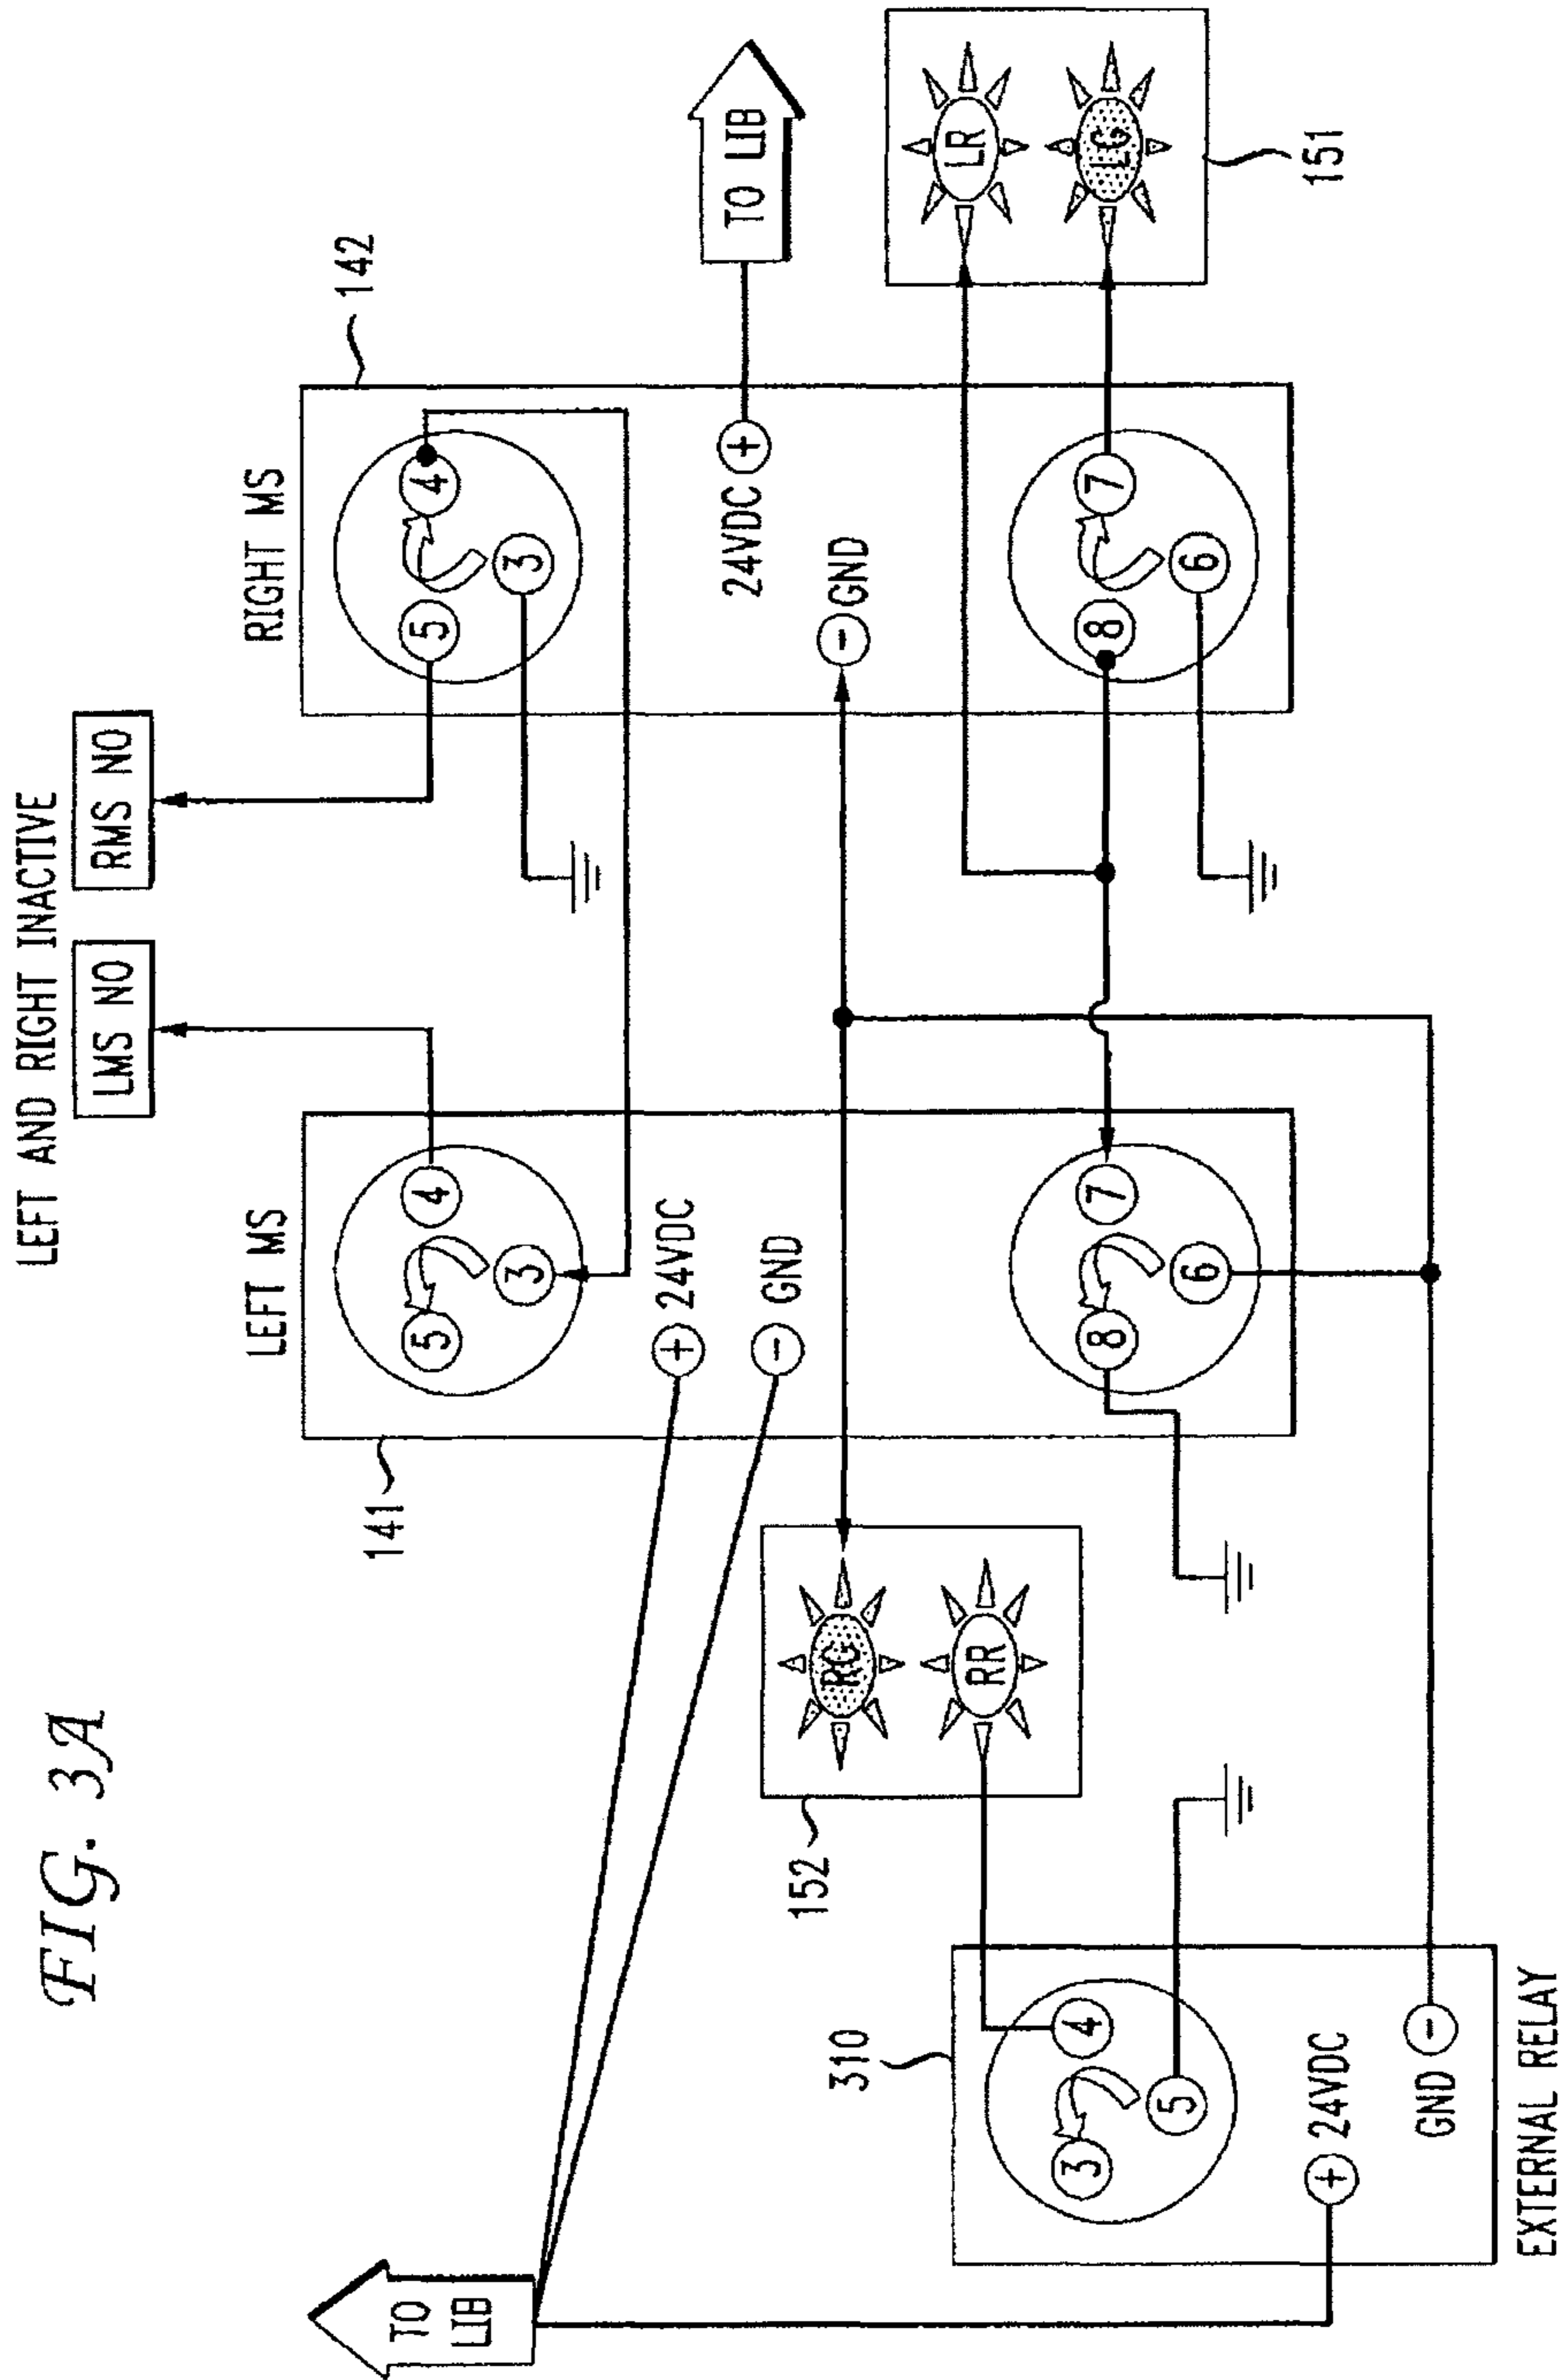 FIG. 3A
LEFT AND RIGHT INACTIVE
LMS NO
RMS NO
TO
LIB
141
LEFT MS
5
4
3
+ 24VDC
- GND
8
7
6
RIGHT MS
142
5
4
3
24VDC +
- GND
8
7
6
TO LIB
LR
LG
151
RG
RR
152
310
3
4
5
+ 24VDC
GND -
EXTERNAL RELAY